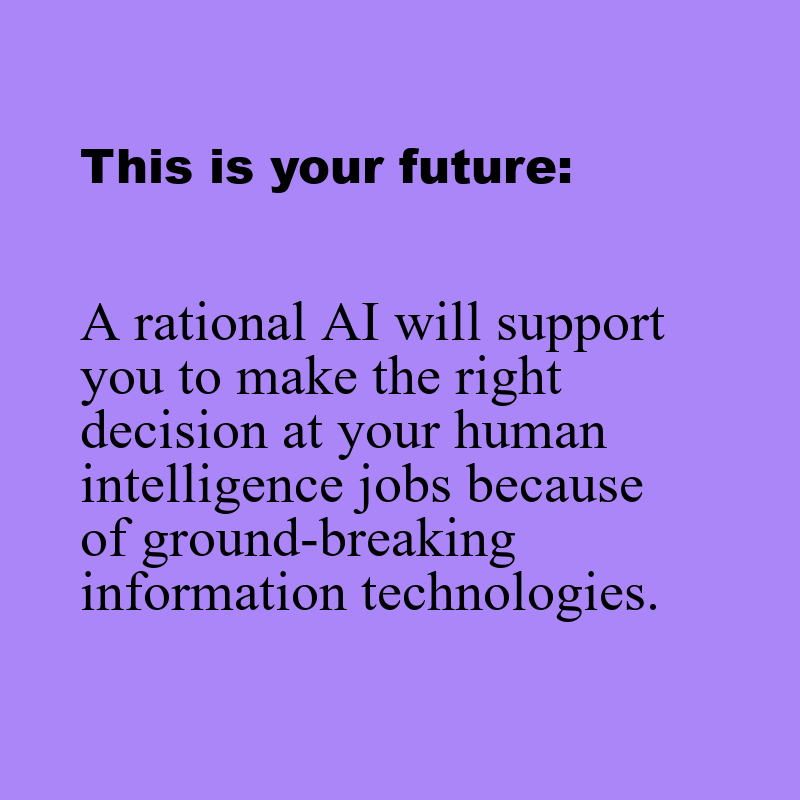 This is your future:
A rational AI will support
you to make the right
decision at your human
intelligence jobs because
of ground-breaking
information technologies.